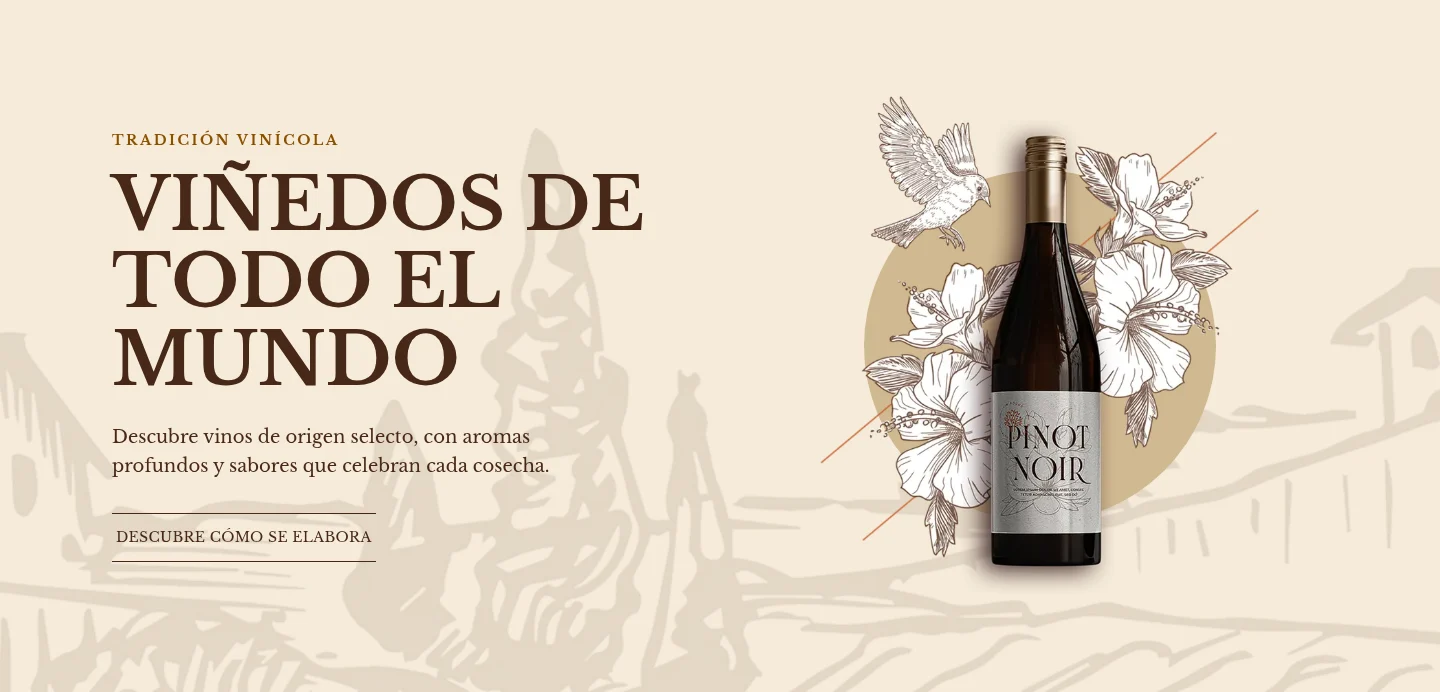 TRADICIÓN VINÍCOLA
VIÑEDOS DE
TODO EL
MUNDO
Descubre vinos de origen selecto, con aromas
profundos y sabores que celebran cada cosecha.
DESCUBRE CÓMO SE ELABORA
PINOT
NOIR